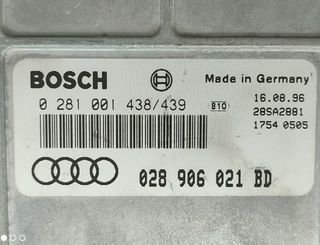 BOSCH Made in Germany
0 281 001 438/439 810 16.08.96
28SA2881
1754 0505
028 906 021 BD